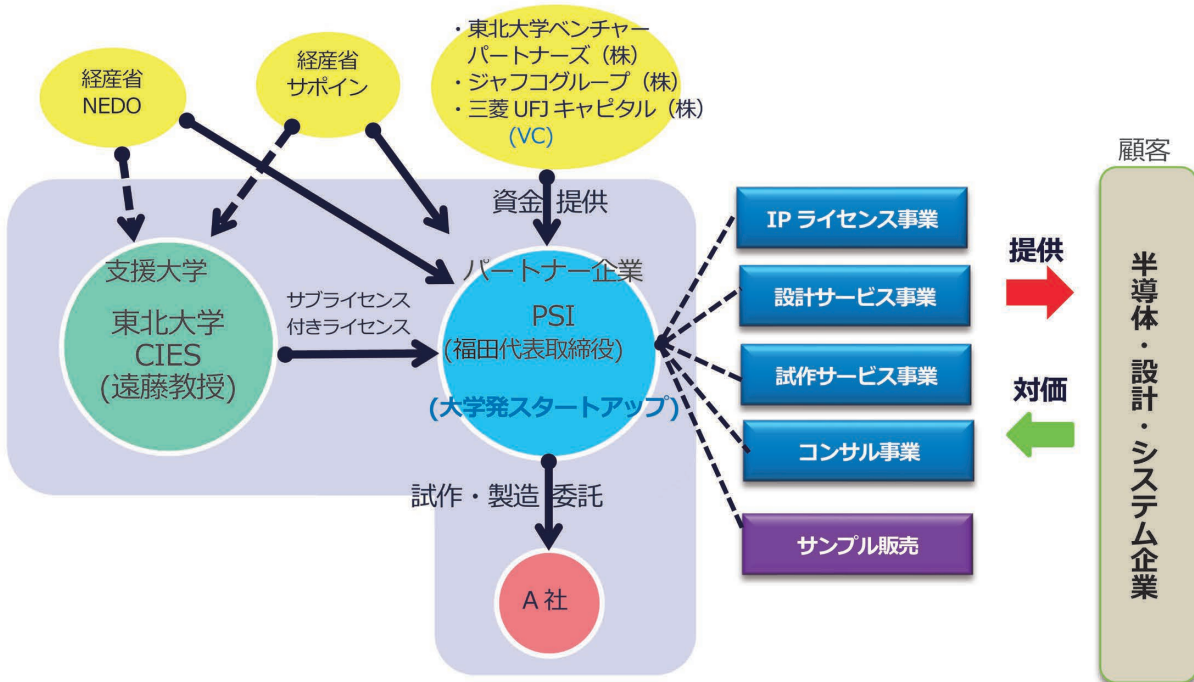 経産省
NEDO
経産省
サポイン
・東北大学ベンチャー
パートナーズ（株）
・ジャフコグループ（株）
・三菱 UFJ キャピタル（株）
(VC)
資金 提供
支援大学
東北大学
CIES
(遠藤教授)
サブライセンス
付きライセンス
パートナー企業
PSI
(福田代表取締役)
(大学発スタートアップ)
試作・製造 委託
A 社
IP ライセンス事業
設計サービス事業
試作サービス事業
コンサル事業
サンプル販売
提供
対価
顧客
半導体・設計・システム企業